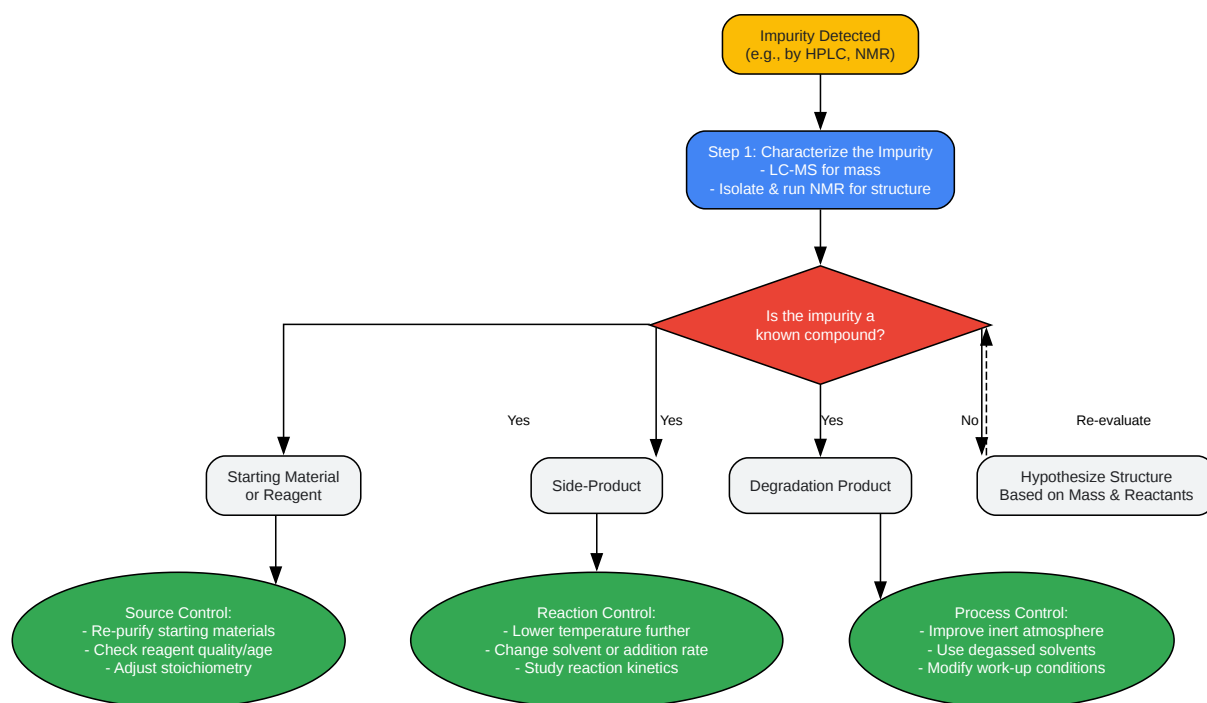 Impurity Detected
(e.g., by HPLC, NMR)
Step 1: Characterize the Impurity
- LC-MS for mass
- Isolate & run NMR for structure
Is the impurity a
known compound?
Yes
Yes
Yes
No
Re-evaluate
Starting Material
or Reagent
Side-Product
Degradation Product
Hypothesize Structure
Based on Mass & Reactants
Source Control:
- Re-purify starting materials
- Check reagent quality/age
- Adjust stoichiometry
Reaction Control:
- Lower temperature further
- Change solvent or addition rate
- Study reaction kinetics
Process Control:
- Improve inert atmosphere
- Use degassed solvents
- Modify work-up conditions